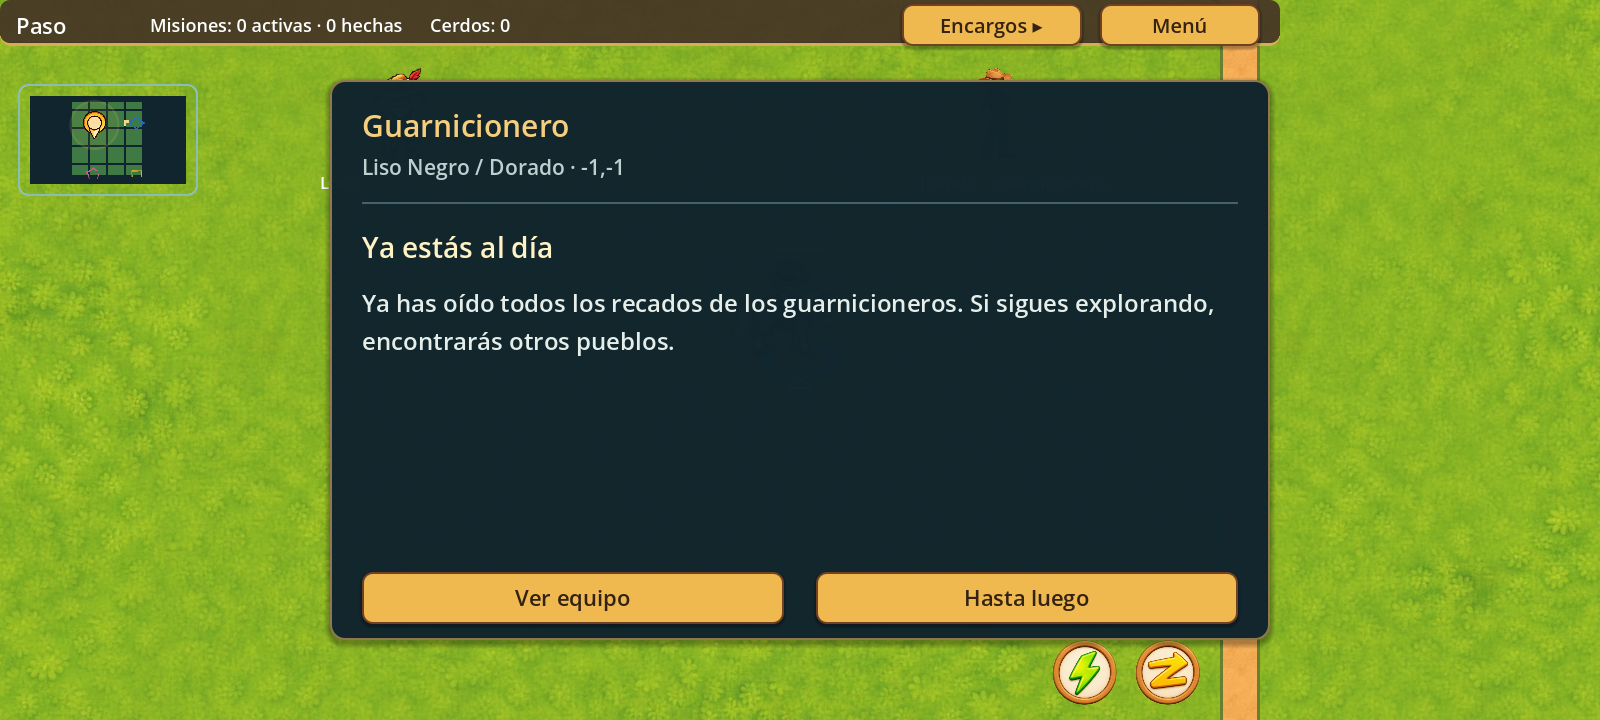 Paso
Misiones: 0 activas · 0 hechas
Cerdos: 0
Encargos ▸
Menú
L
Guarnicionero
Liso Negro / Dorado · -1,-1
Ya estás al día
Ya has oído todos los recados de los guarnicioneros. Si sigues explorando,
encontrarás otros pueblos.
Ver equipo
Hasta luego